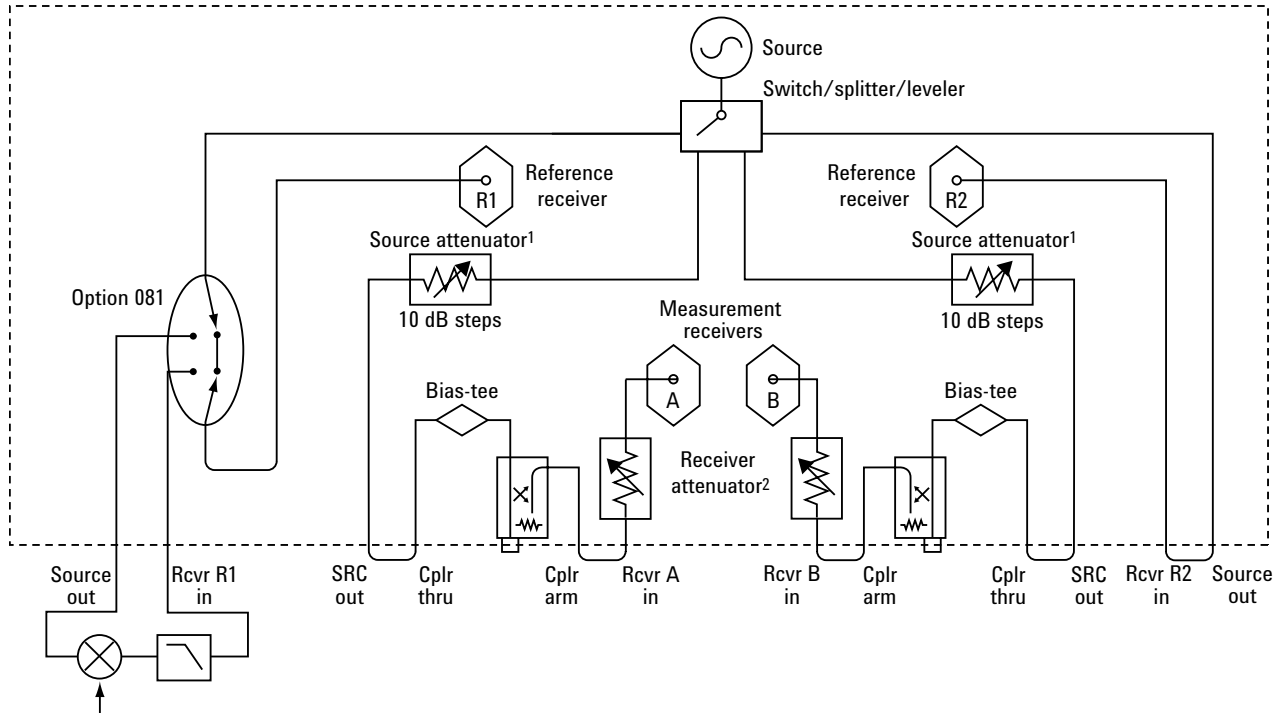 Source
Switch/splitter/leveler
Reference
receiver
R1
Reference
receiver
R2
Source attenuator1
10 dB steps
Source attenuator1
10 dB steps
Option 081
Measurement
receivers
A
B
Bias-tee
Bias-tee
Receiver
attenuator2
Source
out
Rcvr R1
in
SRC
out
Cplr
thru
Cplr
arm
Rcvr A
in
Rcvr B
in
Cplr
arm
Cplr
thru
SRC
out
Rcvr R2
in
Source
out